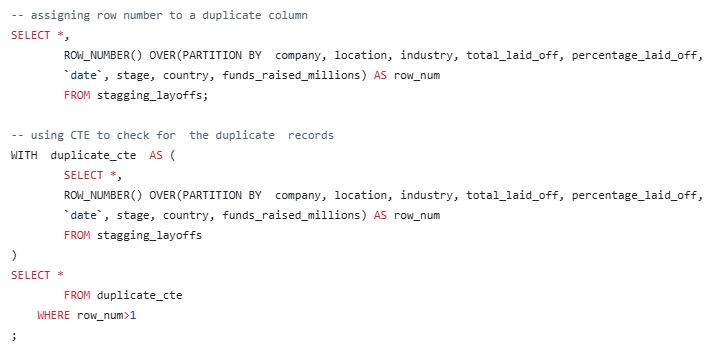 -- assigning row number to a duplicate column
SELECT *,
ROW_NUMBER() OVER(PARTITION BY  company, location, industry, total_laid_off, percentage_laid_off,
`date`, stage, country, funds_raised_millions) AS row_num
FROM stagging_layoffs;
-- using CTE to check for  the duplicate  records
WITH  duplicate_cte  AS (
SELECT *,
ROW_NUMBER() OVER(PARTITION BY  company, location, industry, total_laid_off, percentage_laid_off,
`date`, stage, country, funds_raised_millions) AS row_num
FROM stagging_layoffs
)
SELECT *
FROM duplicate_cte
WHERE row_num>1
;